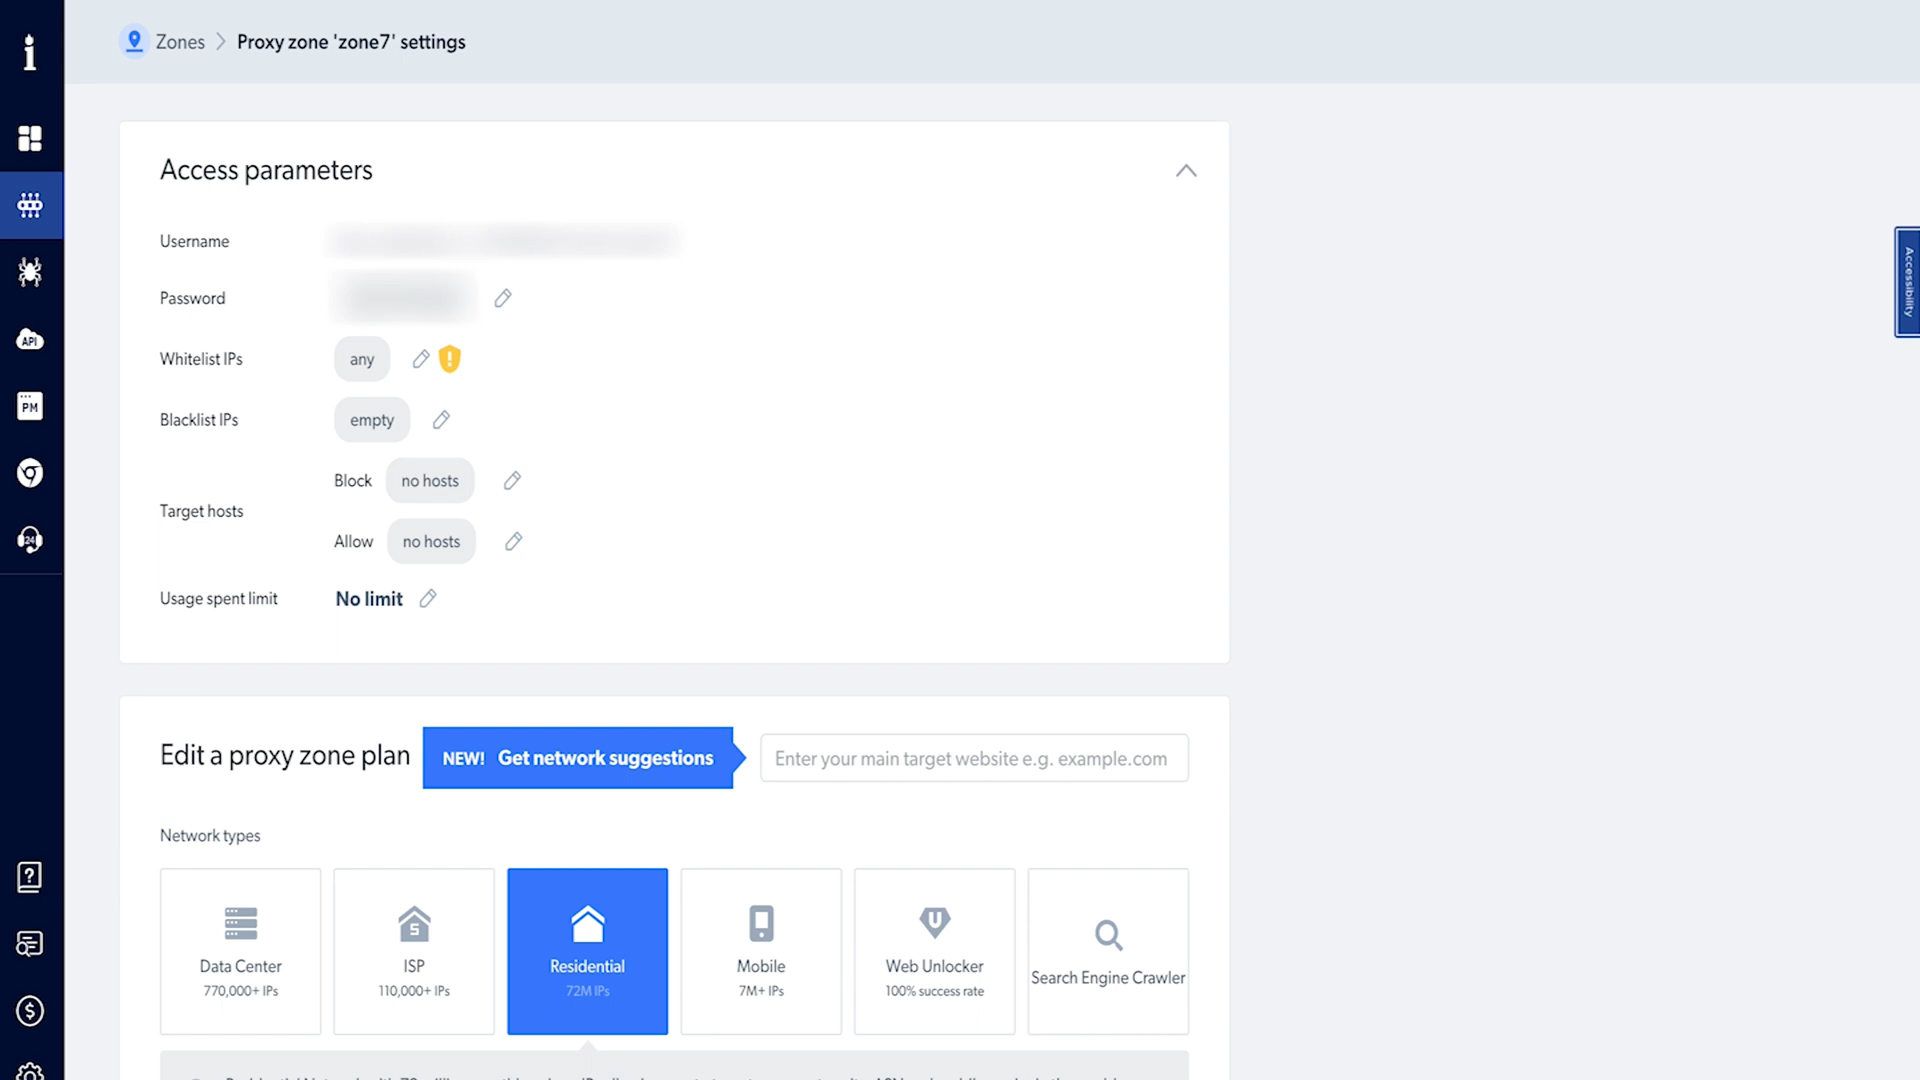 Zones > Proxy zone 'zone7' settings
Access parameters
Username
Password
Whitelist IPs any
Blacklist IPs empty
Target hosts
Block no hosts
Allow no hosts
Usage spent limit No limit
Edit a proxy zone plan NEW! Get network suggestions Enter your main target website e.g. example.com
Network types
Data Center
770,000+ IPs
ISP
110,000+ IPs
Residential
72M IPs
Mobile
7M+ IPs
Web Unlocker
100% success rate
Search Engine Crawler
API
PM
24
Accessibility